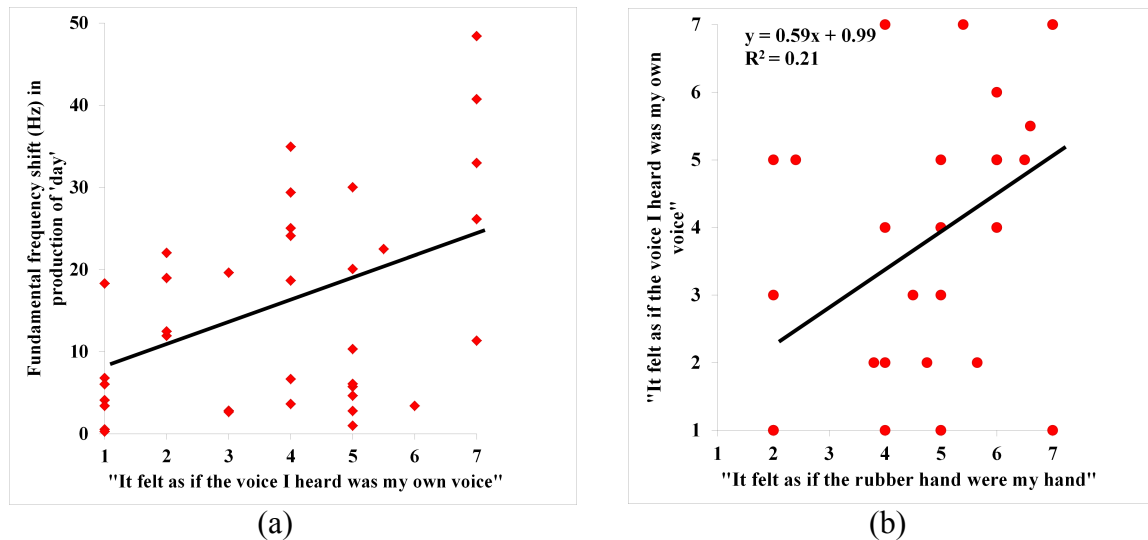 Fundamental frequency shift (Hz) in
production of 'day'
50
40
30
20
10
0
1 2 3 4 5 6 7
"It felt as if the voice I heard was my own voice"
(a)
"It felt as if the voice I heard was my own
voice"
y = 0.59x + 0.99
R² = 0.21
7
6
5
4
3
2
1
1 2 3 4 5 6 7
"It felt as if the rubber hand were my hand"
(b)